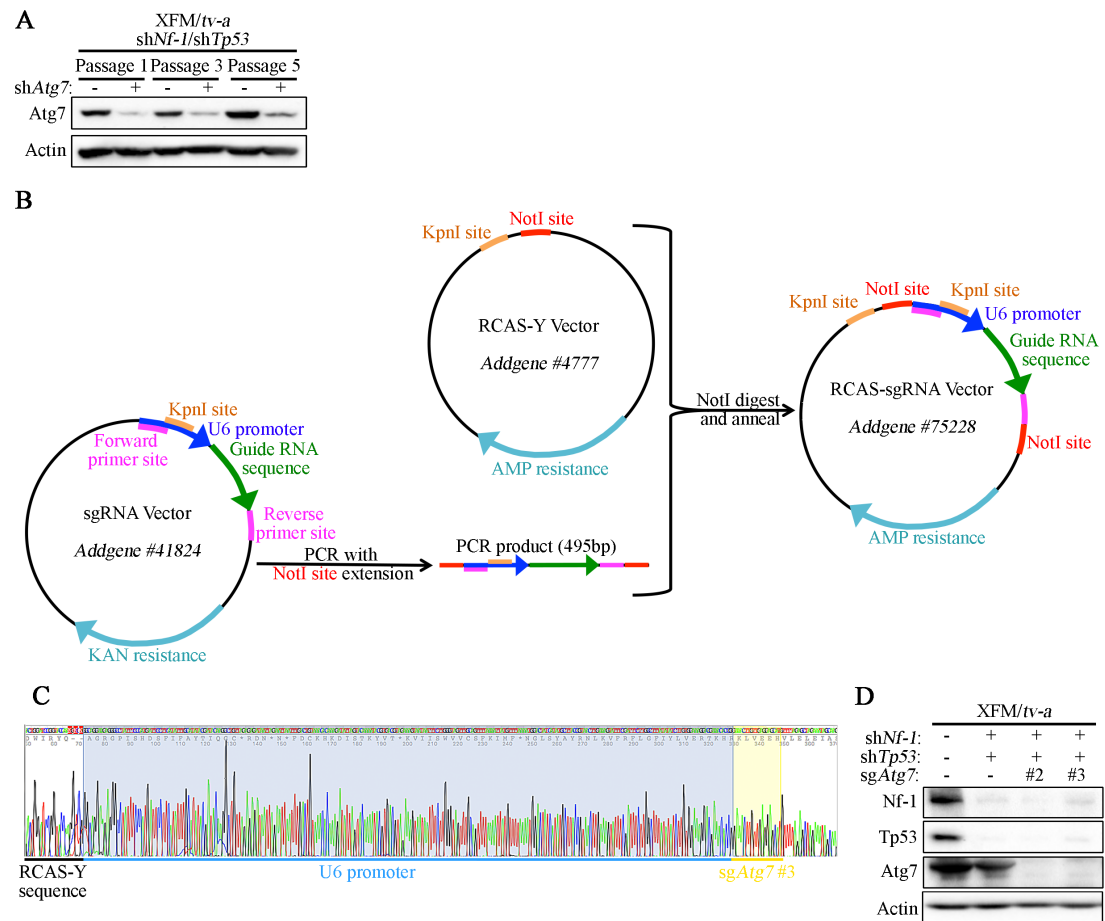 A
XFM/tv-a
shNf-1/shTp53
Passage 1 Passage 3 Passage 5
shAtg7: - + - + - +
Atg7
Actin
B
KpnI site
NotI site
RCAS-Y Vector
Addgene #4777
AMP resistance
KpnI site
U6 promoter
Forward
primer site
Guide RNA
sequence
sgRNA Vector
Addgene #41824
Reverse
primer site
KAN resistance
PCR with
NotI site extension
PCR product (495bp)
NotI digest
and anneal
KpnI site
NotI site
KpnI site
U6 promoter
Guide RNA
sequence
RCAS-sgRNA Vector
Addgene #75228
NotI site
AMP resistance
C
RCAS-Y
sequence
U6 promoter
sgAtg7 #3
D
XFM/tv-a
shNf-1: - + + +
shTp53: - + + +
sgAtg7: - - #2 #3
Nf-1
Tp53
Atg7
Actin